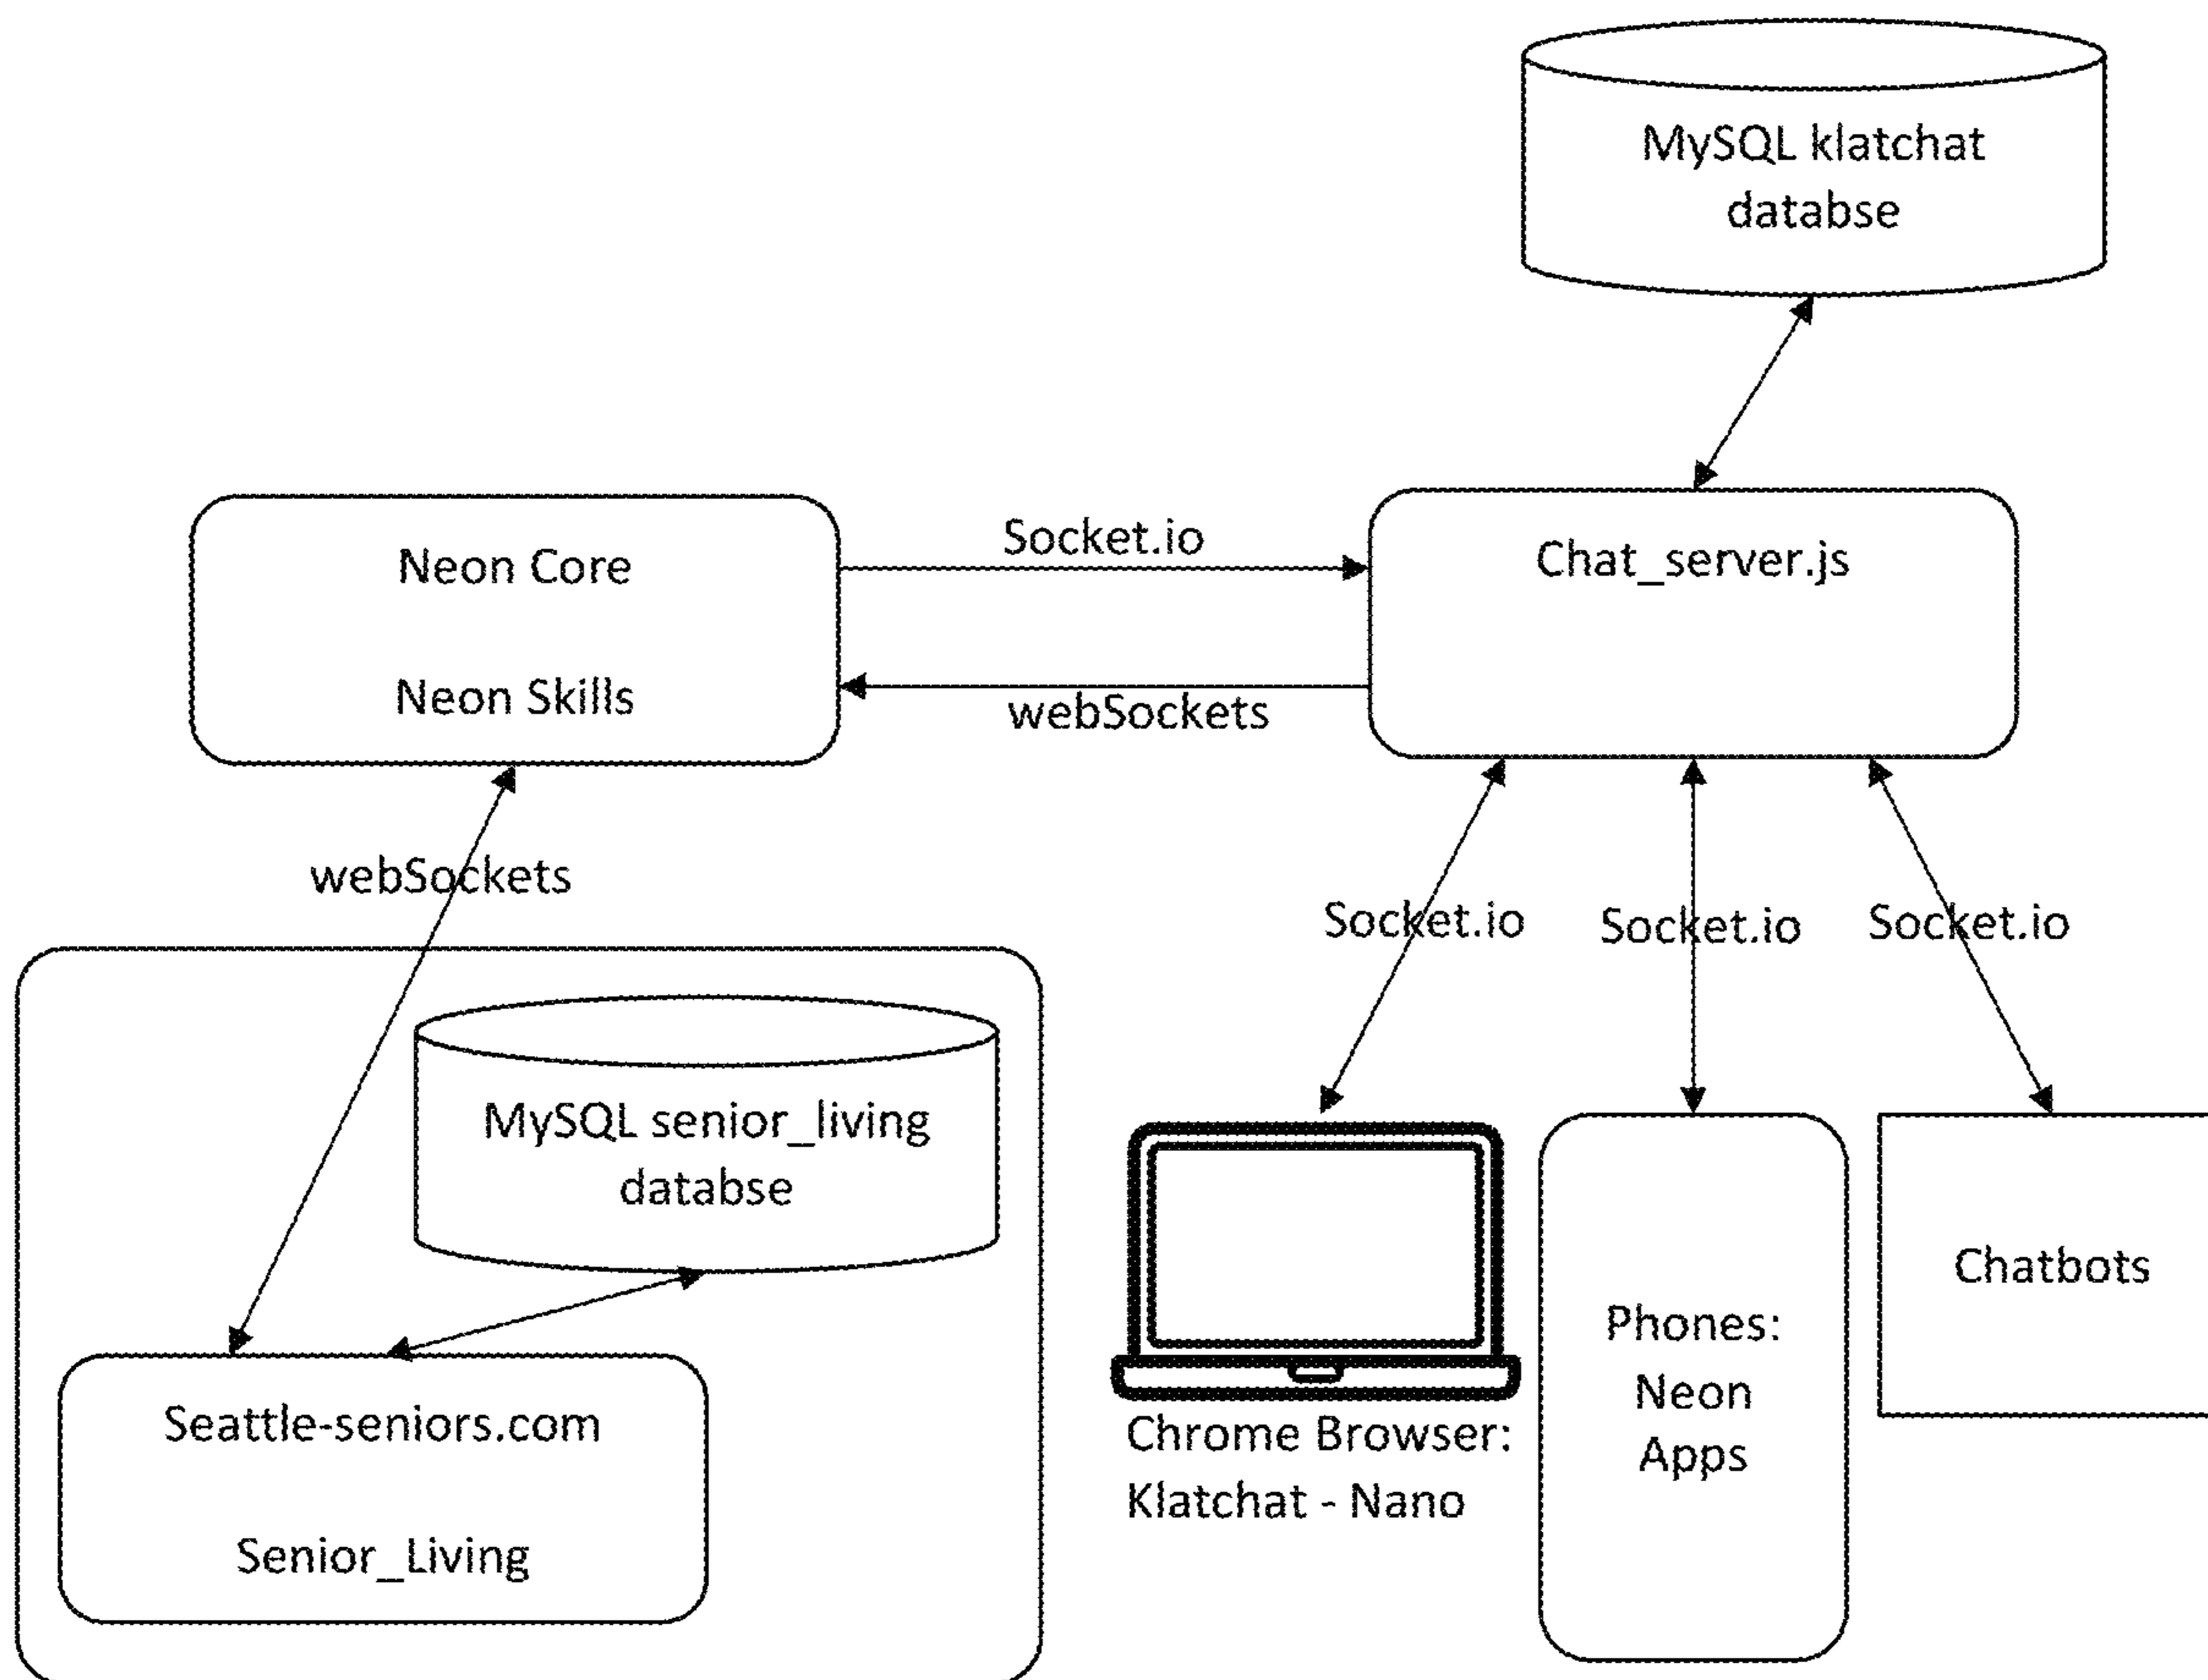 MySQL klatchat
databse
Neon Core
Neon Skills
Socket.io
webSockets
Chat_server.js
webSockets
Socket.io
Socket.io
Socket.io
MySQL senior_living
databse
Seattle-seniors.com
Senior_Living
Chrome Browser:
Klatchat - Nano
Phones:
Neon
Apps
Chatbots